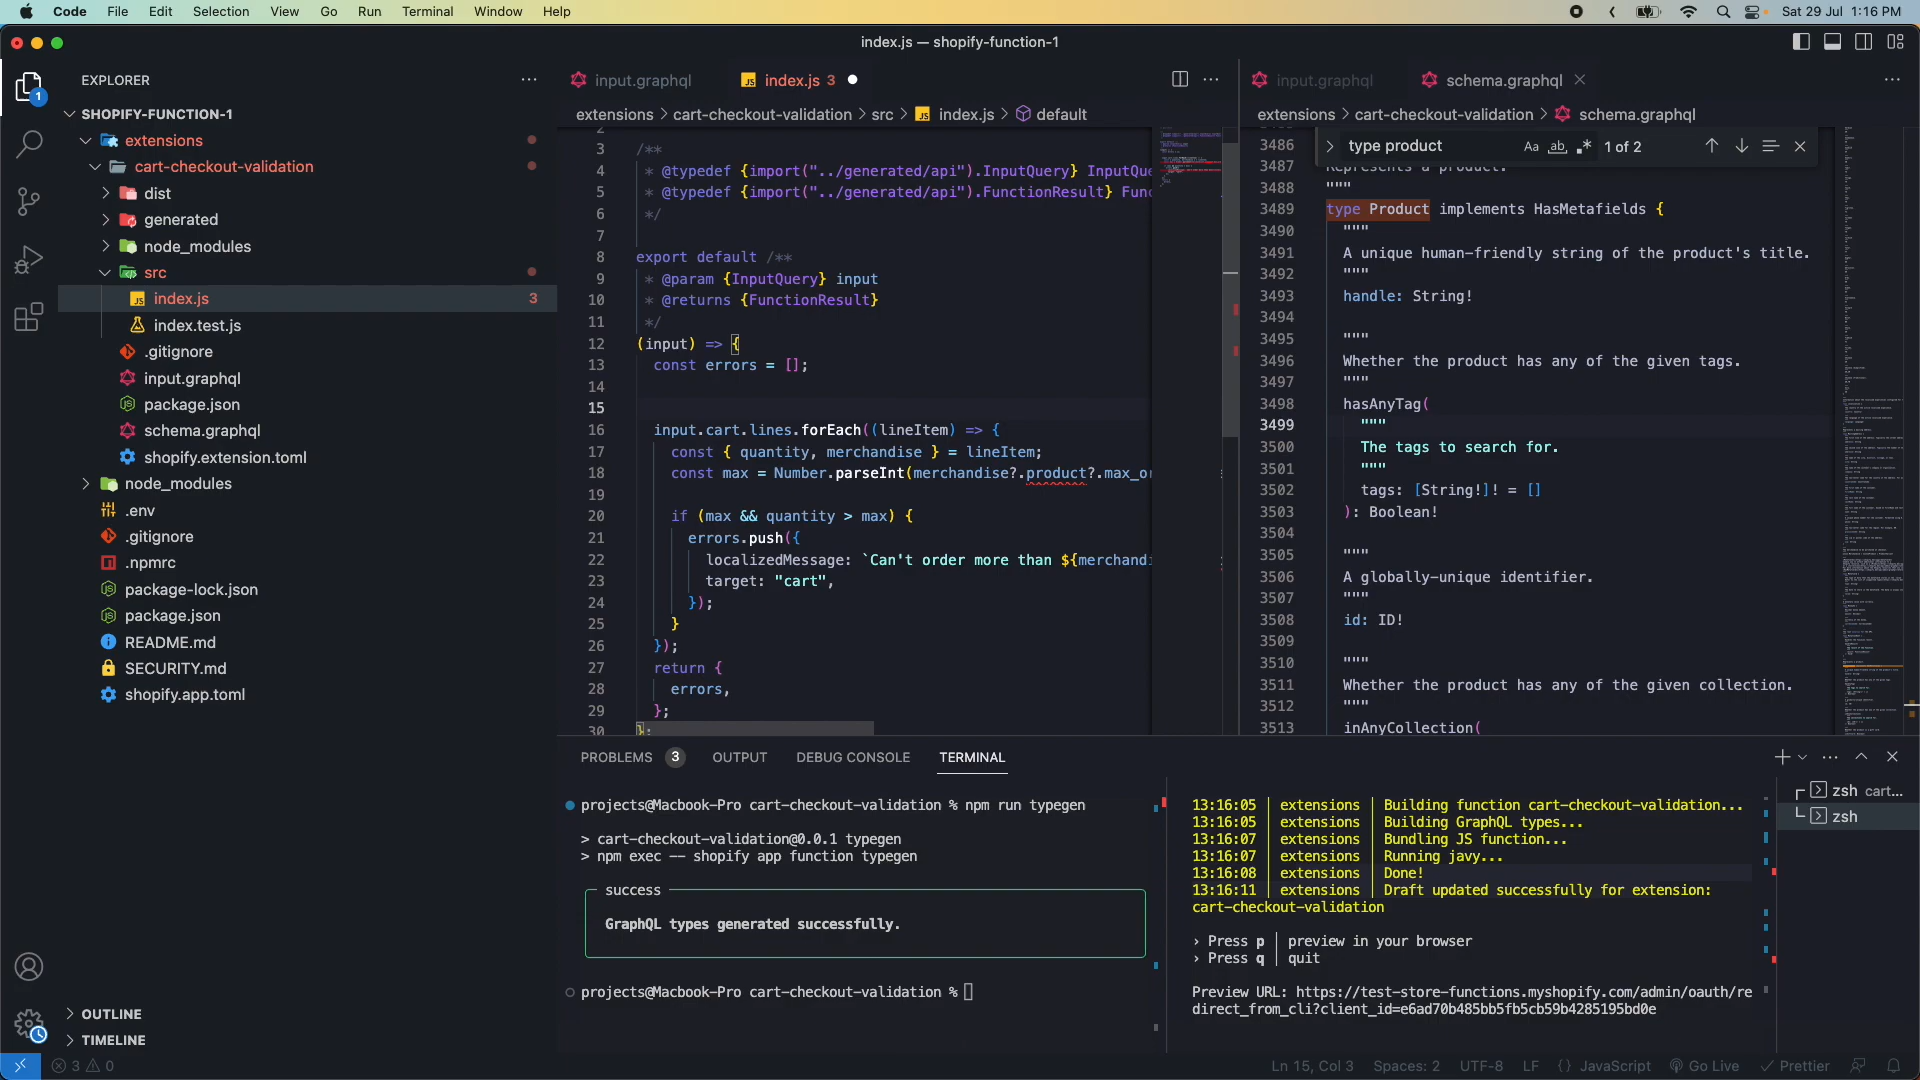 Code File Edit Selection View Go Run Terminal Window Help
Sat 29 Jul 1:16 PM
index.js — shopify-function-1
EXPLORER
SHOPIFY-FUNCTION-1
extensions
cart-checkout-validation
dist
generated
node_modules
src
index.js 3
index.test.js
.gitignore
input.graphql
package.json
schema.graphql
shopify.extension.toml
node_modules
.env
.gitignore
.npmrc
package-lock.json
package.json
README.md
SECURITY.md
shopify.app.toml
OUTLINE
TIMELINE
1
input.graphql
index.js 3
extensions > cart-checkout-validation > src > index.js > default
2
3 /**
4 * @typedef {import("../generated/api").InputQuery} InputQue
5 * @typedef {import("../generated/api").FunctionResult} Func
6 */
7
8 export default /**
9 * @param {InputQuery} input
10 * @returns {FunctionResult}
11 */
12 (input) => {
13 const errors = [];
14
15
16 input.cart.lines.forEach((lineItem) => {
17 const { quantity, merchandise } = lineItem;
18 const max = Number.parseInt(merchandise?.product?.max_or
19
20 if (max && quantity > max) {
21 errors.push({
22 localizedMessage: `Can't order more than ${merchandi
23 target: "cart",
24 });
25 }
26 });
27 return {
28 errors,
29 };
30 };
input.graphql
schema.graphql
extensions > cart-checkout-validation > schema.graphql
type product Aa ab .* 1 of 2
3486
3487 Represents a product.
3488 """
3489 type Product implements HasMetafields {
3490 """
3491 A unique human-friendly string of the product's title.
3492 """
3493 handle: String!
3494
3495 """
3496 Whether the product has any of the given tags.
3497 """
3498 hasAnyTag(
3499 """
3500 The tags to search for.
3501 """
3502 tags: [String!]! = []
3503 ): Boolean!
3504
3505 """
3506 A globally-unique identifier.
3507 """
3508 id: ID!
3509
3510 """
3511 Whether the product has any of the given collection.
3512 """
3513 inAnyCollection(
PROBLEMS 3 OUTPUT DEBUG CONSOLE TERMINAL
projects@Macbook-Pro cart-checkout-validation % npm run typegen
> cart-checkout-validation@0.0.1 typegen
> npm exec -- shopify app function typegen
success
GraphQL types generated successfully.
projects@Macbook-Pro cart-checkout-validation %
13:16:05 | extensions | Building function cart-checkout-validation...
13:16:05 | extensions | Building GraphQL types...
13:16:07 | extensions | Bundling JS function...
13:16:07 | extensions | Running javy...
13:16:08 | extensions | Done!
13:16:11 | extensions | Draft updated successfully for extension:
cart-checkout-validation
› Press p | preview in your browser
› Press q | quit
Preview URL: https://test-store-functions.myshopify.com/admin/oauth/re
direct_from_cli?client_id=e6ad70b485bb5fb5cb59b4285195bd0e
zsh cart...
zsh
3 0
Ln 15, Col 3 Spaces: 2 UTF-8 LF {} JavaScript Go Live Prettier